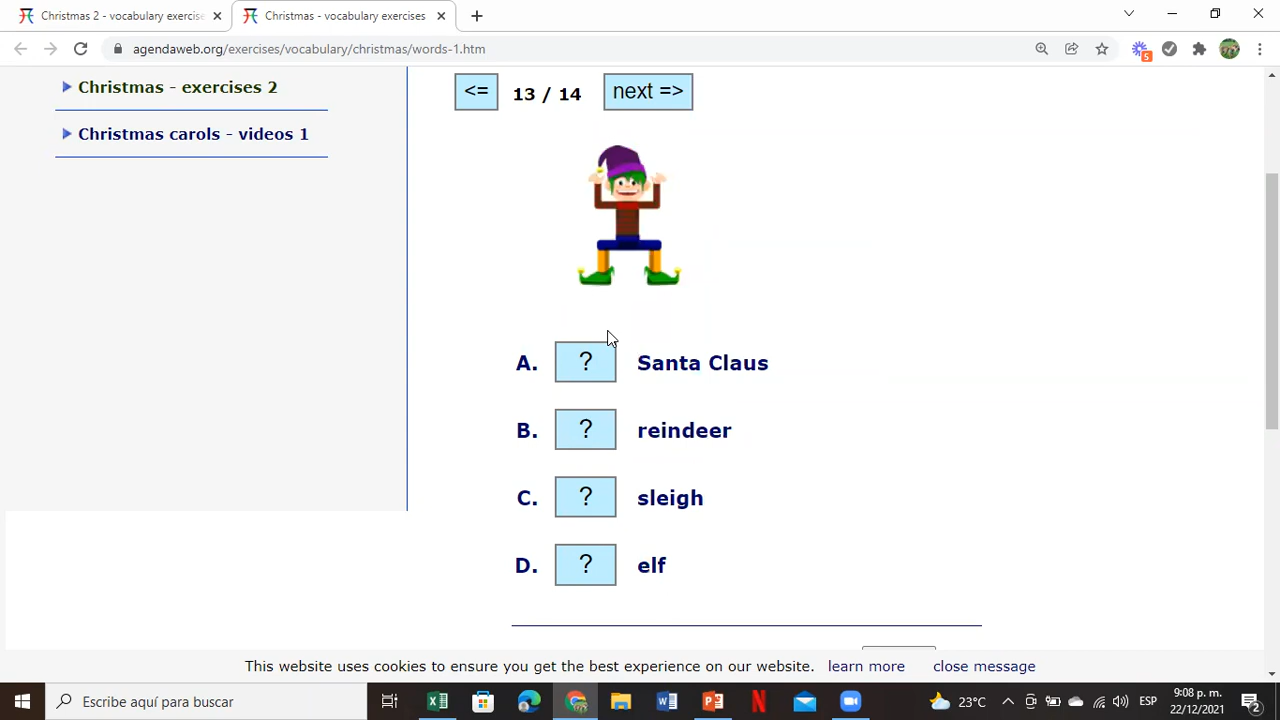 Christmas 2 - vocabulary exercise
Christmas - vocabulary exercises
agendaweb.org/exercises/vocabulary/christmas/words-1.htm
5
Christmas - exercises 2
Christmas carols - videos 1
<=
13 / 14
next =>
A. ? Santa Claus
B. ? reindeer
C. ? sleigh
D. ? elf
This website uses cookies to ensure you get the best experience on our website. learn more close message
Escribe aquí para buscar
23°C
ESP
9:08 p. m.
22/12/2021
2